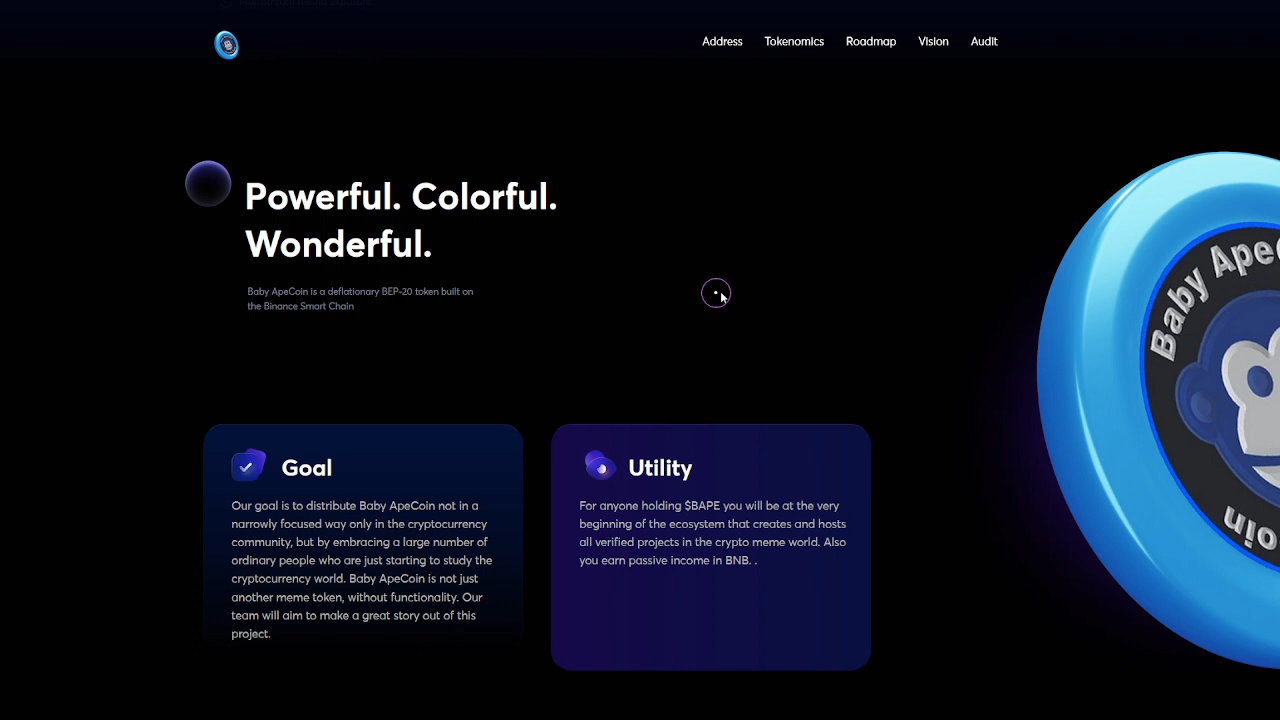 Address Tokenomics Roadmap Vision Audit
Powerful. Colorful.
Wonderful.
Baby ApeCoin is a deflationary BEP-20 token built on
the Binance Smart Chain
Goal
Our goal is to distribute Baby ApeCoin not in a
narrowly focused way only in the cryptocurrency
community, but by embracing a large number of
ordinary people who are just starting to study the
cryptocurrency world. Baby ApeCoin is not just
another meme token, without functionality. Our
team will aim to make a great story out of this
project.
Utility
For anyone holding $BAPE you will be at the very
beginning of the ecosystem that creates and hosts
all verified projects in the crypto meme world. Also
you earn passive income in BNB. .
Baby Ape